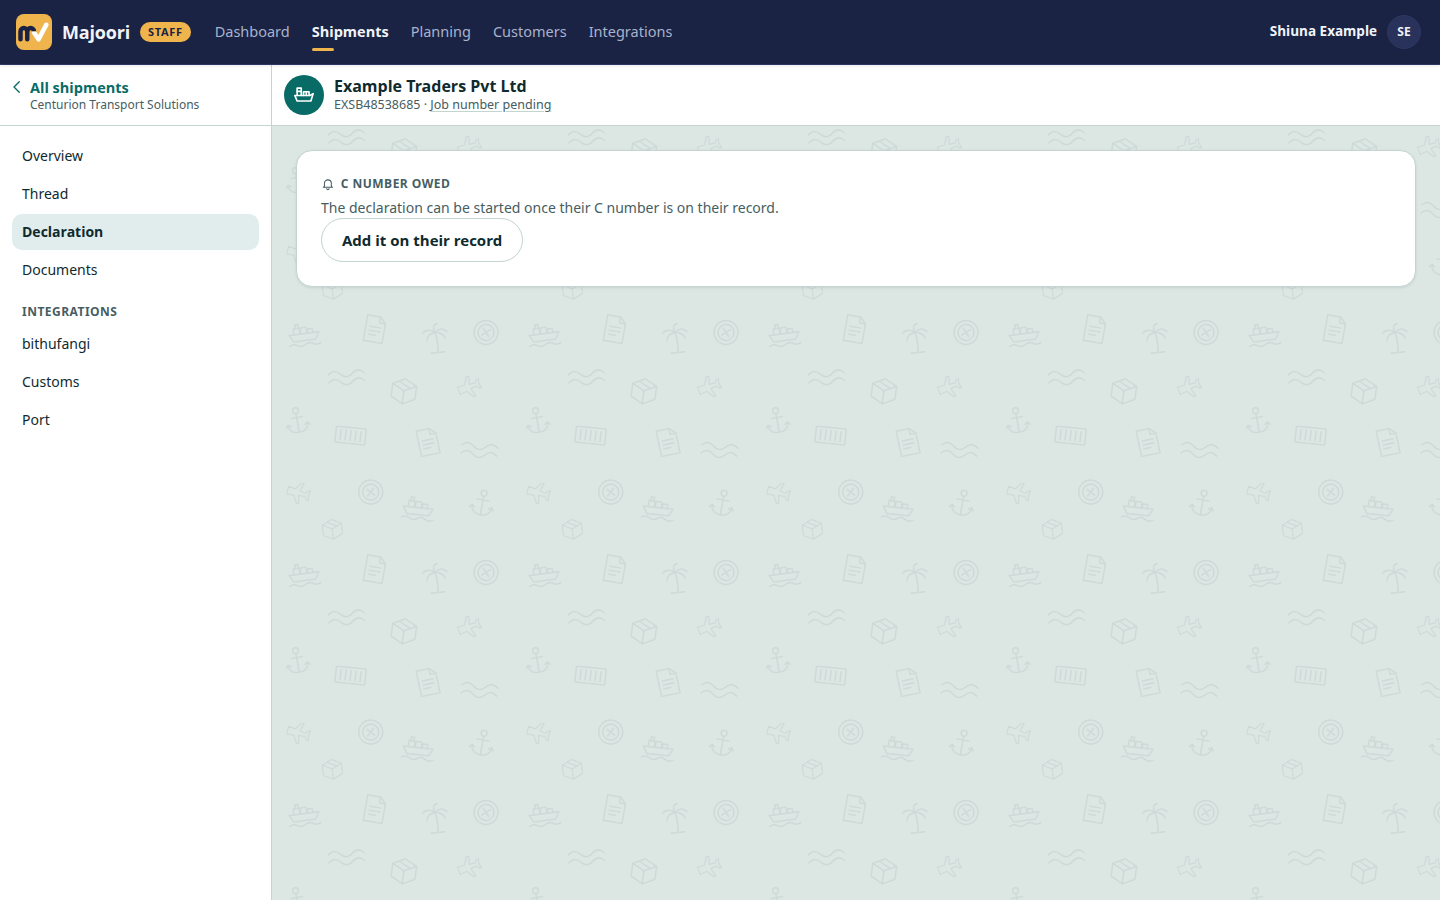 Majoori STAFF Dashboard Shipments Planning Customers Integrations Shiuna Example SE
All shipments
Centurion Transport Solutions
Example Traders Pvt Ltd
EXSB48538685 · Job number pending
Overview
Thread
Declaration
Documents
INTEGRATIONS
bithufangi
Customs
Port
C NUMBER OWED
The declaration can be started once their C number is on their record.
Add it on their record